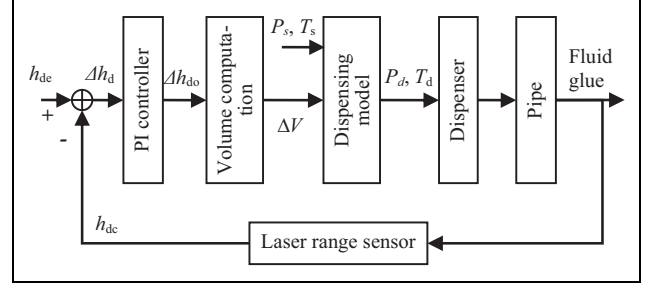 h_de
+
-
Δh_d
PI controller
Δh_do
Volume computa-
tion
P_s, T_s
ΔV
Dispensing
model
P_d, T_d
Dispenser
Pipe
Fluid
glue
h_dc
Laser range sensor